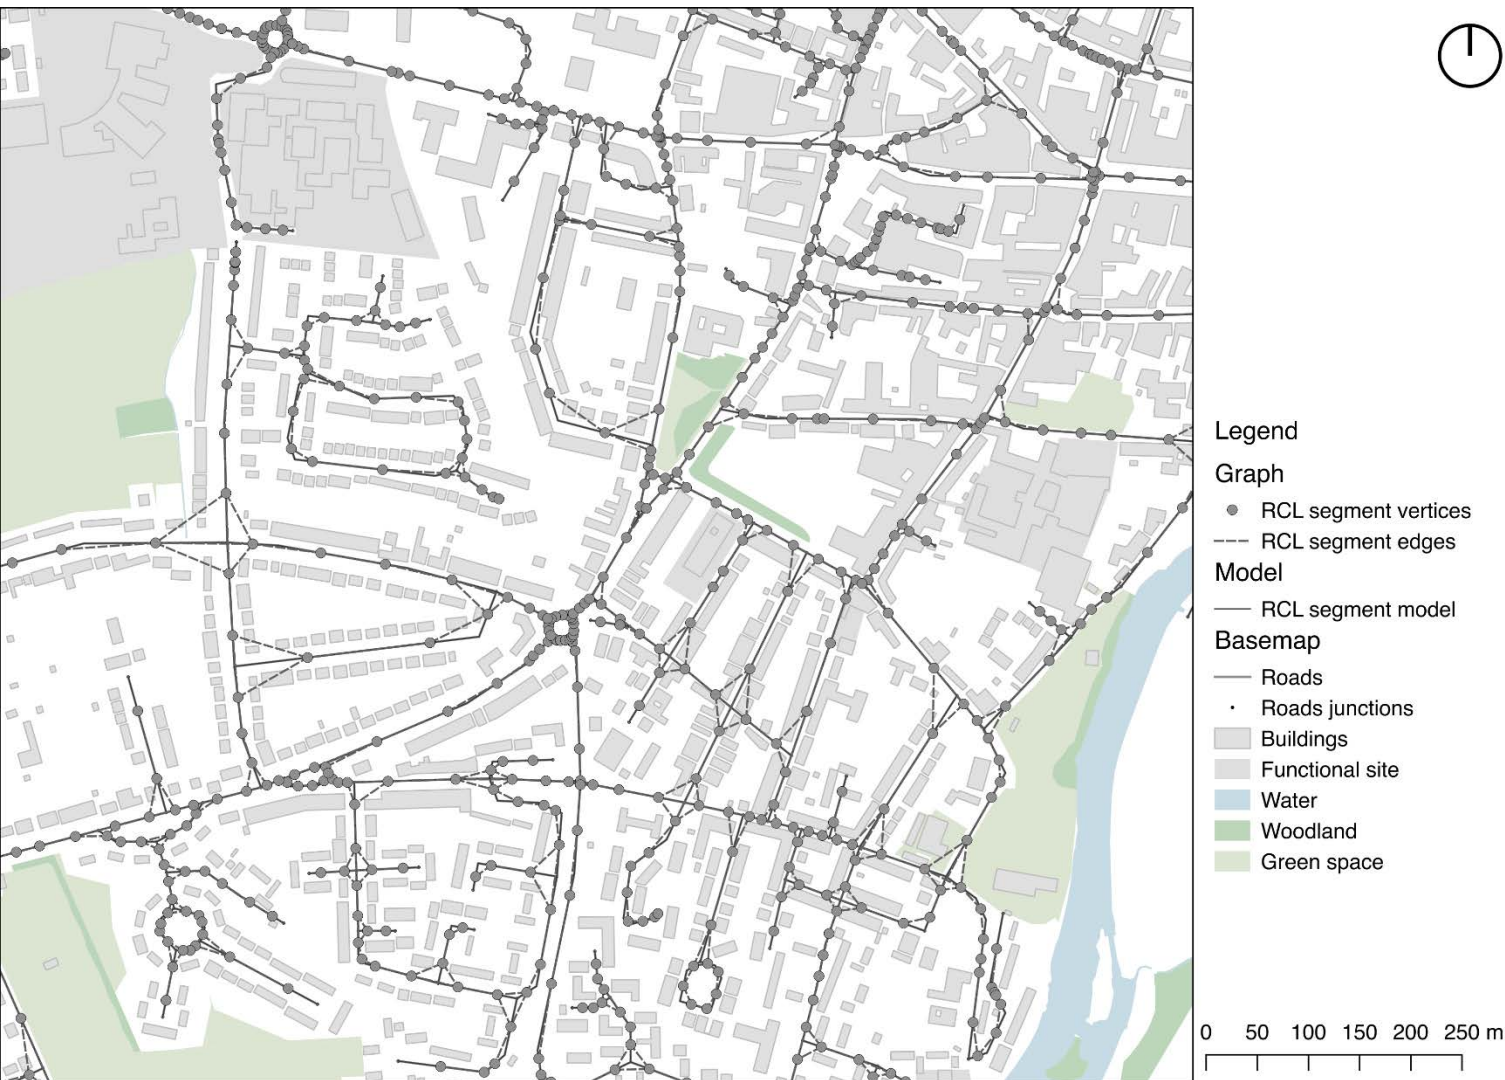 Legend
Graph
RCL segment vertices
RCL segment edges
Model
RCL segment model
Basemap
Roads
Roads junctions
Buildings
Functional site
Water
Woodland
Green space
0 50 100 150 200 250 m